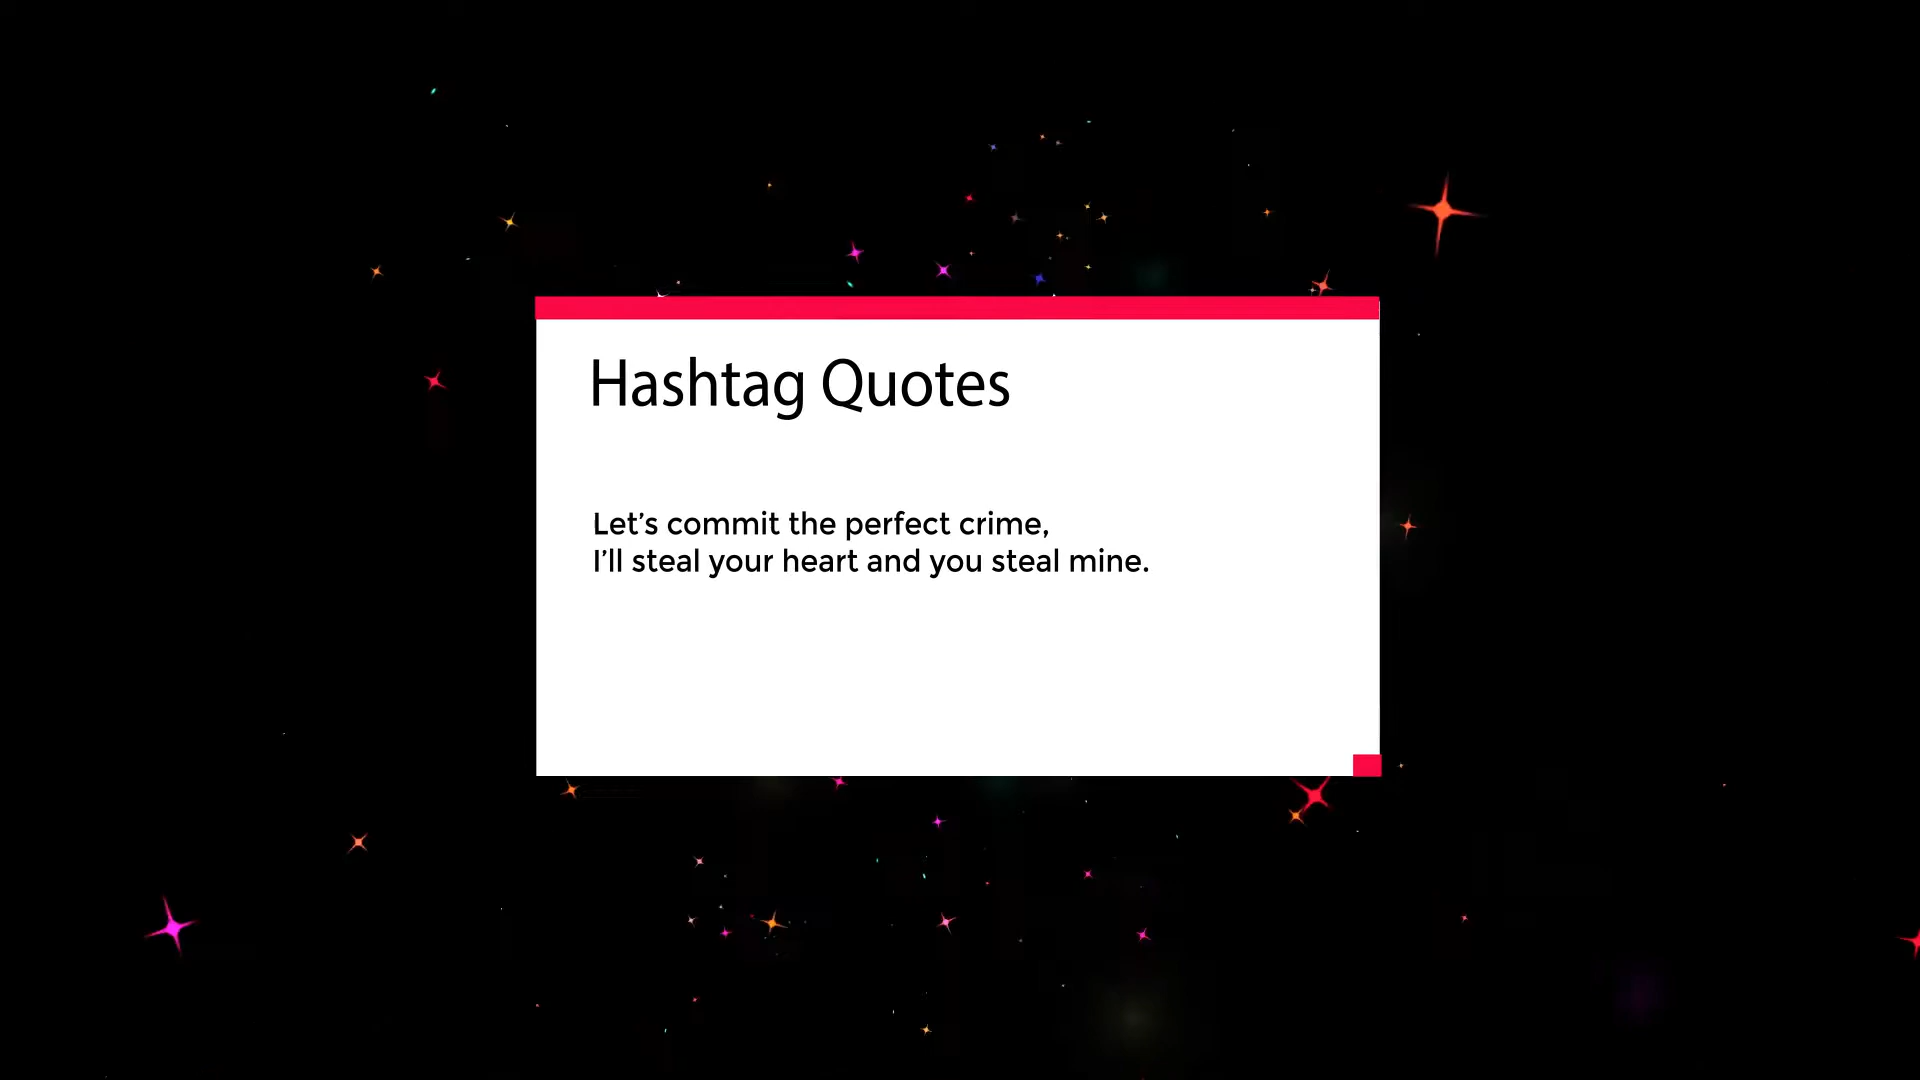 Hashtag Quotes
Let’s commit the perfect crime,
I’ll steal your heart and you steal mine.